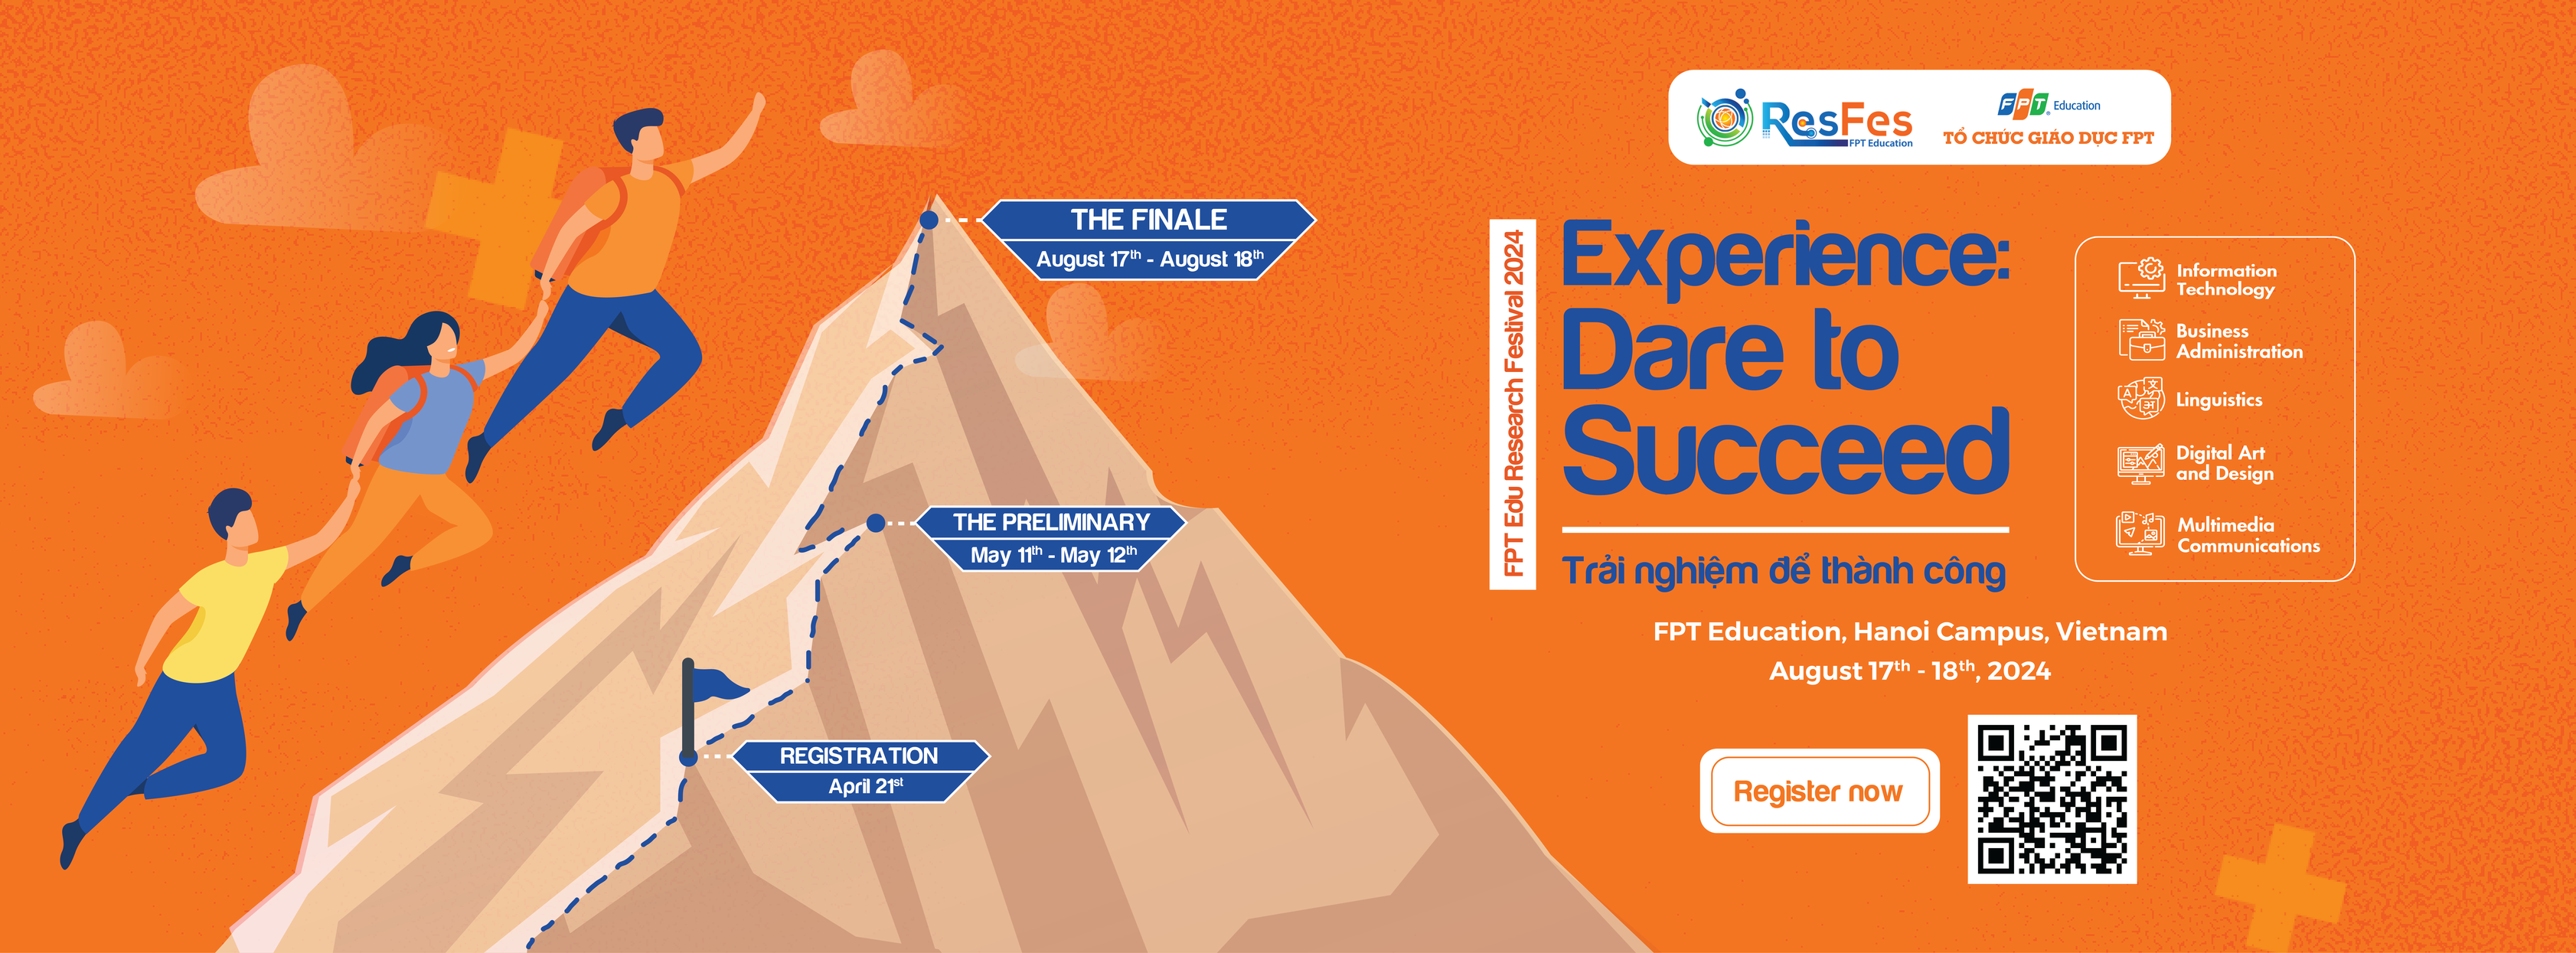 THE FINALE
August 17th - August 18th
THE PRELIMINARY
May 11th - May 12th
REGISTRATION
April 21st
ResFes
FPT Education
FPT Education
TỔ CHỨC GIÁO DỤC FPT
FPT Edu Research Festival 2024
Experience:
Dare to
Succeed
Trải nghiệm để thành công
Information
Technology
Business
Administration
Linguistics
Digital Art
and Design
Multimedia
Communications
FPT Education, Hanoi Campus, Vietnam
August 17th - 18th, 2024
Register now